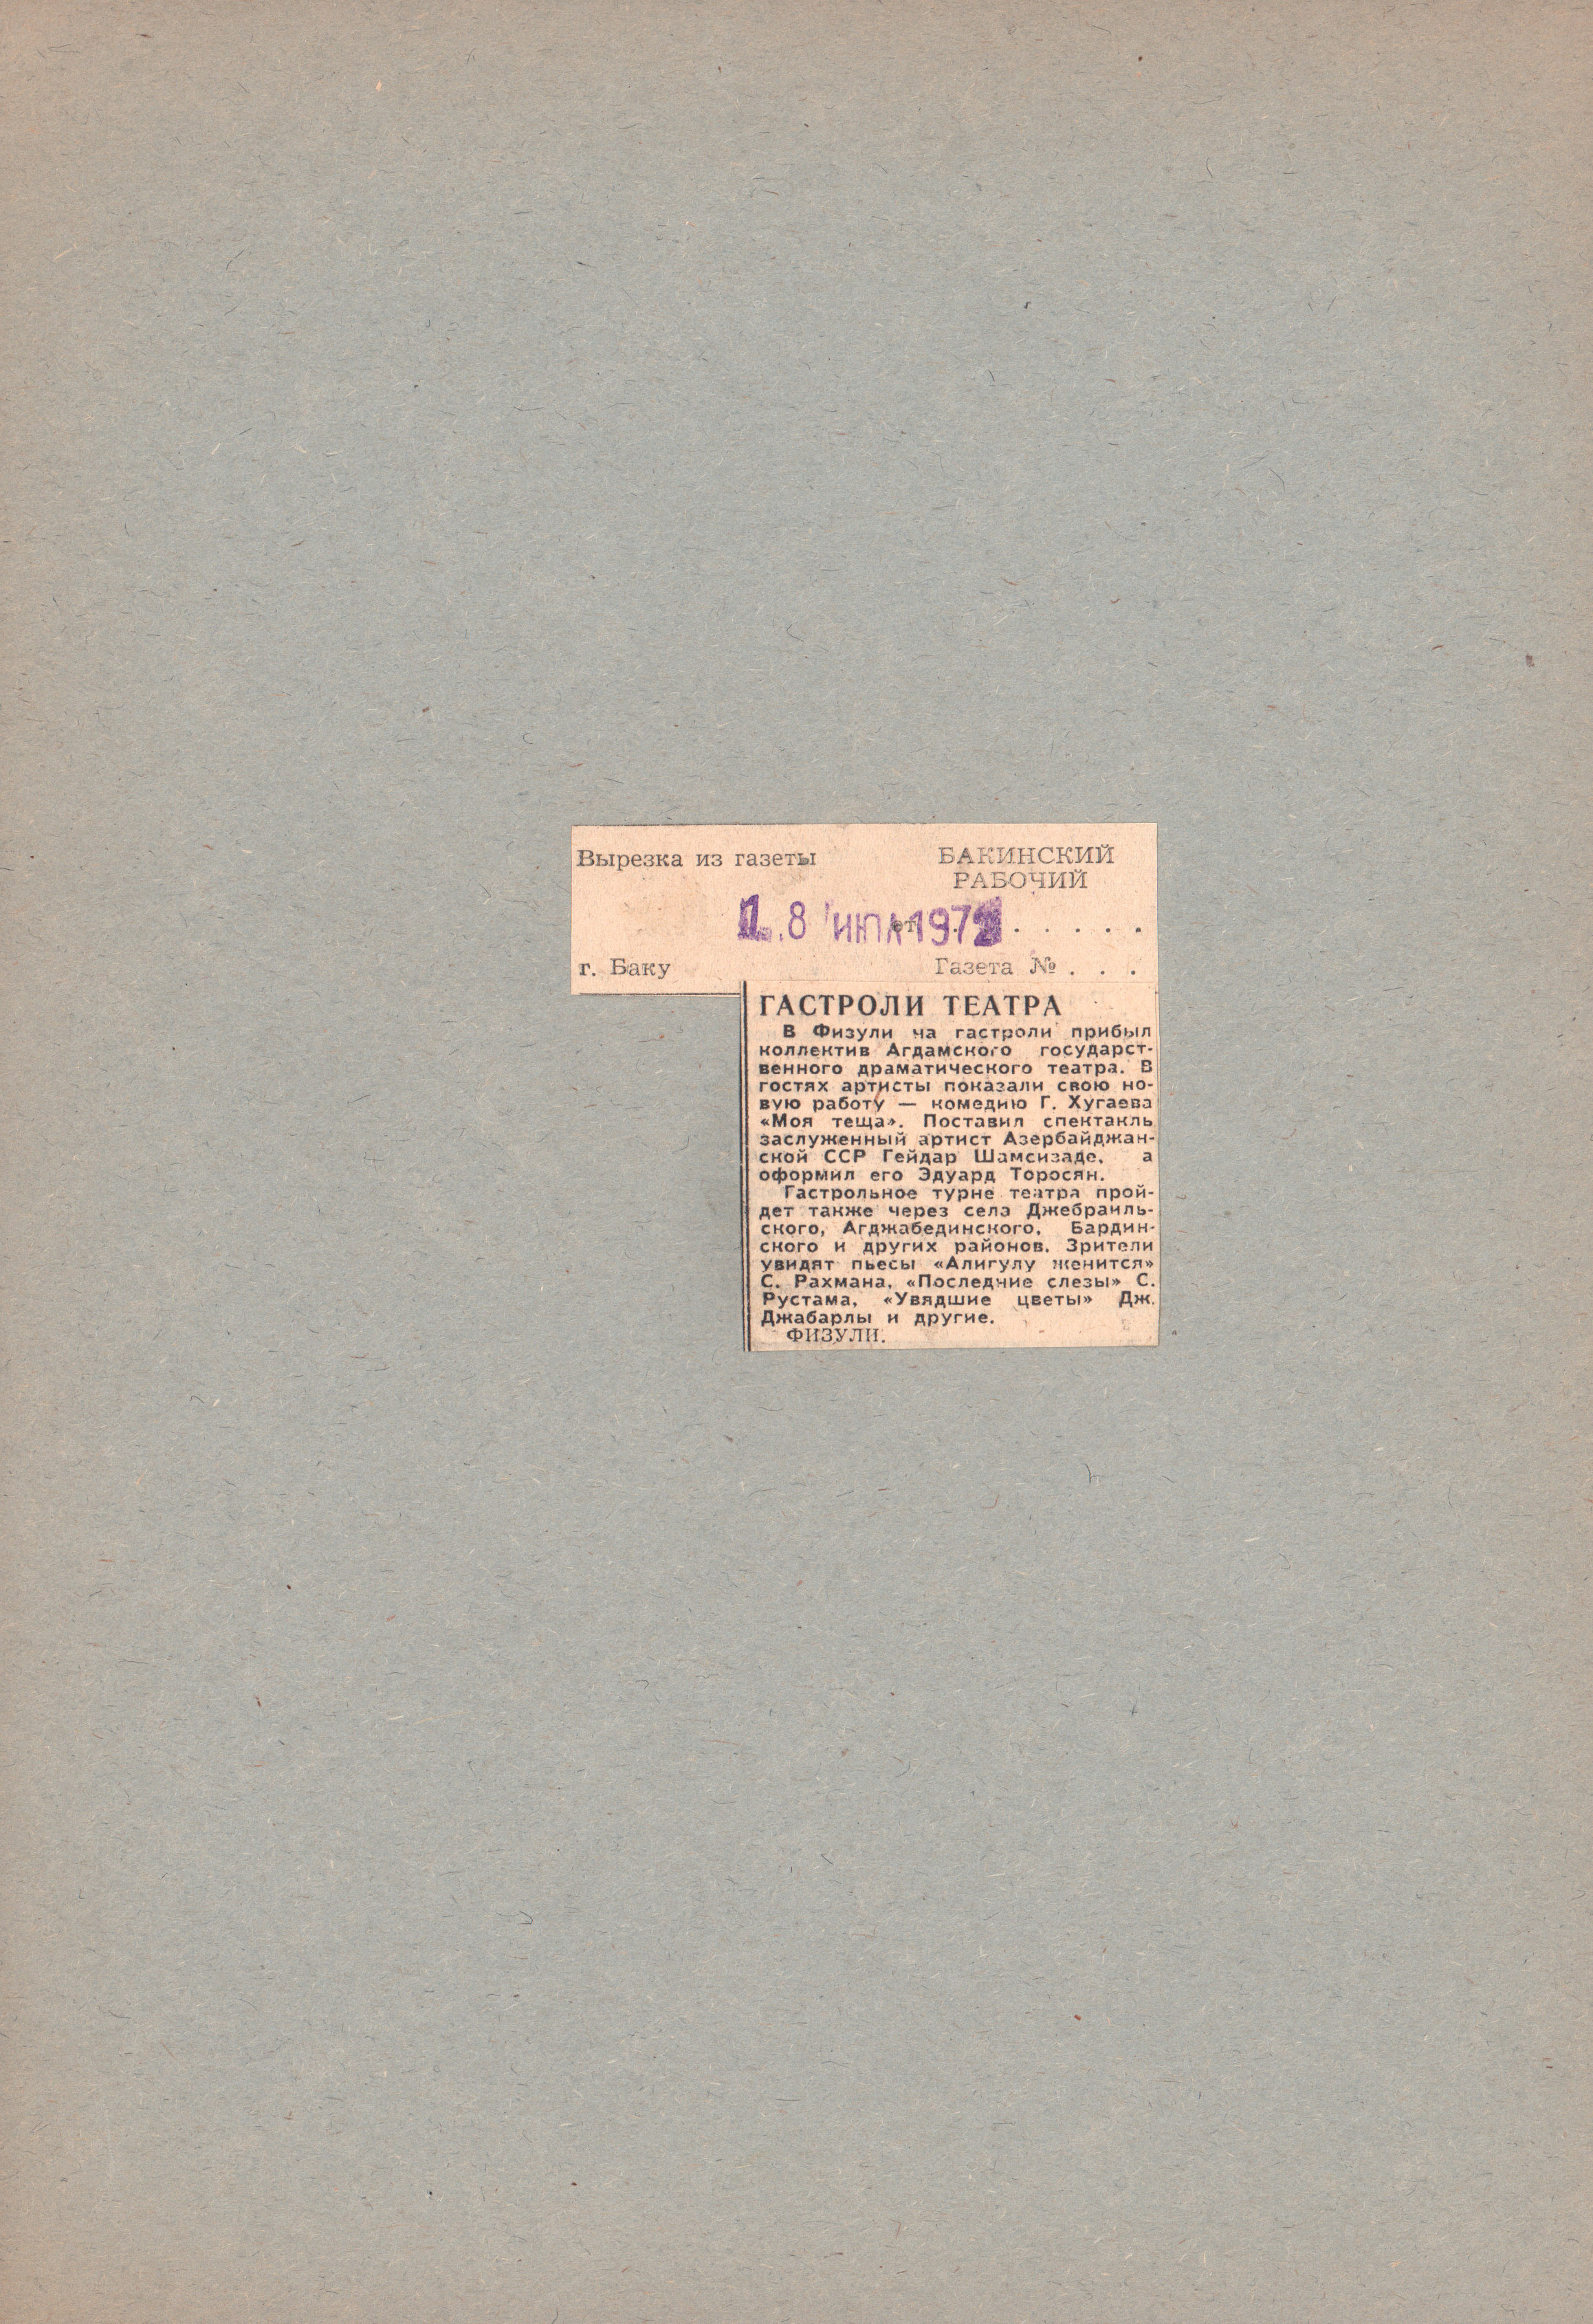 Вырезка из газеты
БАКИНСКИЙ
РАБОЧИЙ
от . . . . . . . .
г. Баку
Газета № . . .
ГАСТРОЛИ ТЕАТРА
В Физули на гастроли прибыл
коллектив Агдамского государст-
венного драматического театра. В
гостях артисты показали свою но-
вую работу — комедию Г. Хугаева
«Моя теща». Поставил спектакль
заслуженный артист Азербайджан-
ской ССР Гейдар Шамсизаде, а
оформил его Эдуард Торосян.
Гастрольное турне театра прой-
дет также через села Джебраиль-
ского, Агджабединского, Бардин-
ского и других районов. Зрители
увидят пьесы «Алигулу женится»
С. Рахмана, «Последние слезы» С.
Рустама, «Увядшие цветы» Дж.
Джабарлы и другие.
ФИЗУЛИ.